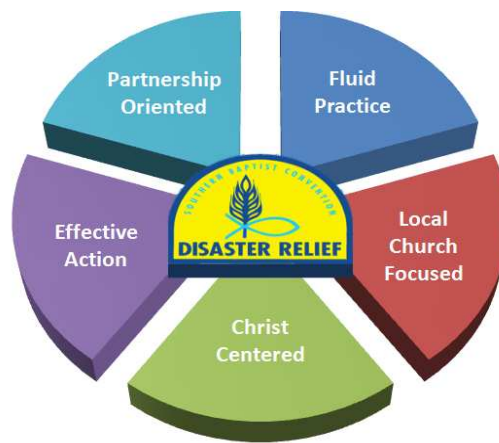 Partnership
Oriented
Fluid
Practice
SOUTHERN BAPTIST CONVENTION
DISASTER RELIEF
Effective
Action
Local
Church
Focused
Christ
Centered